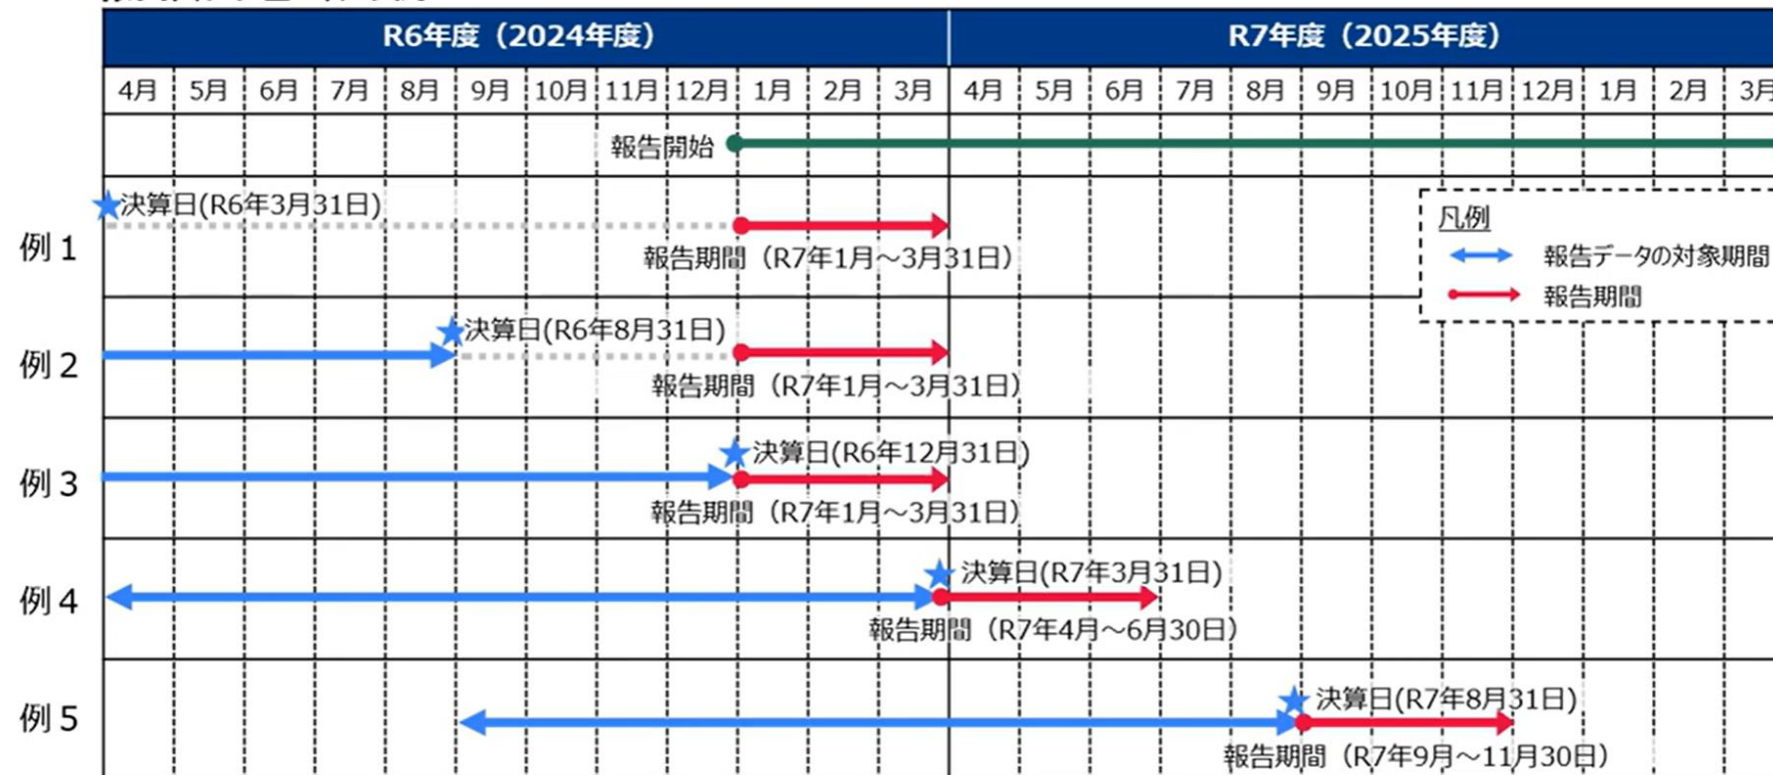 R6年度（2024年度） R7年度（2025年度）
4月 5月 6月 7月 8月 9月 10月 11月 12月 1月 2月 3月 4月 5月 6月 7月 8月 9月 10月 11月 12月 1月 2月 3月
報告開始
例1
決算日(R6年3月31日)
報告期間（R7年1月～3月31日）
凡例
報告データの対象期間
報告期間
例2
決算日(R6年8月31日)
報告期間（R7年1月～3月31日）
例3
決算日(R6年12月31日)
報告期間（R7年1月～3月31日）
例4
決算日(R7年3月31日)
報告期間（R7年4月～6月30日）
例5
決算日(R7年8月31日)
報告期間（R7年9月～11月30日）